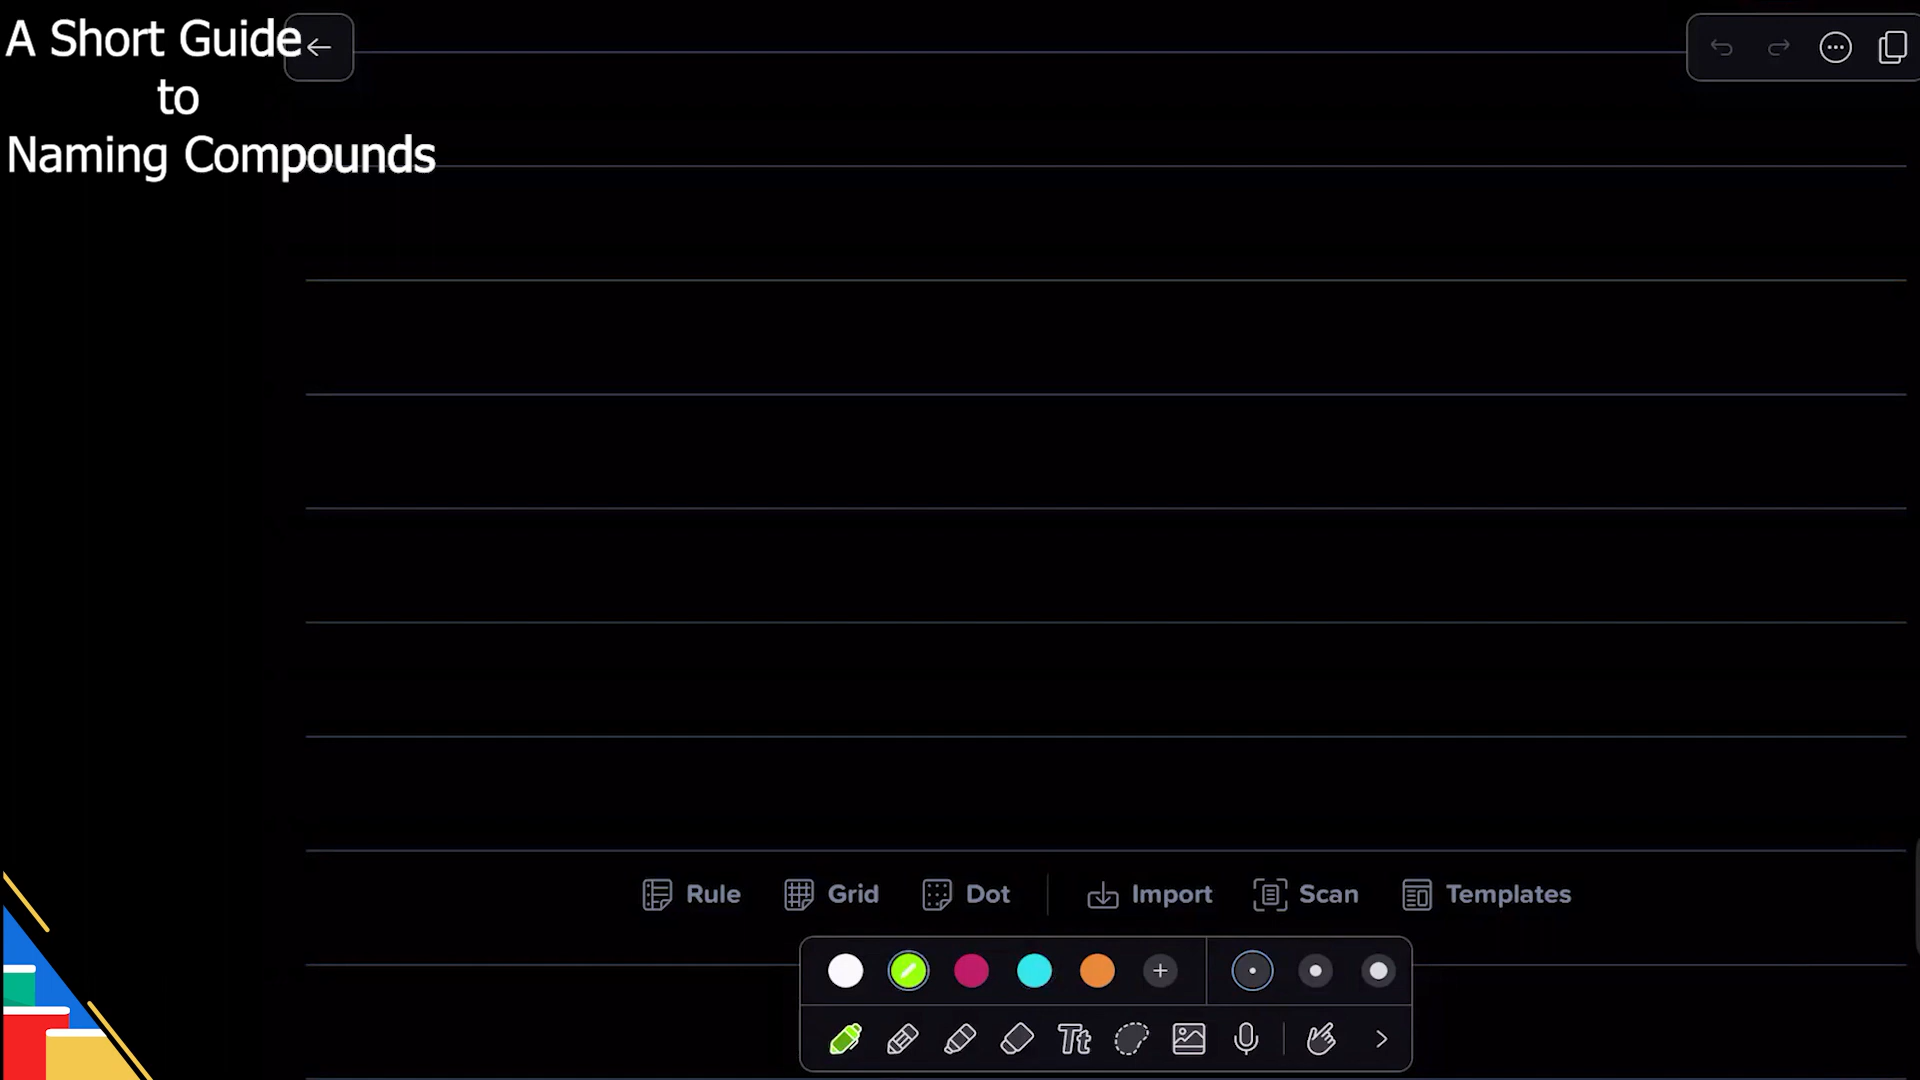 A Short Guide
to
Naming Compounds
Rule Grid Dot Import Scan Templates
Tt